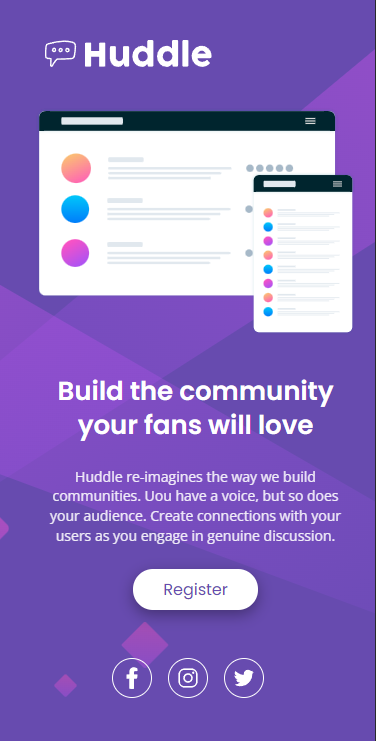 Huddle
Build the community
your fans will love
Huddle re-imagines the way we build
communities. Uou have a voice, but so does
your audience. Create connections with your
users as you engage in genuine discussion.
Register